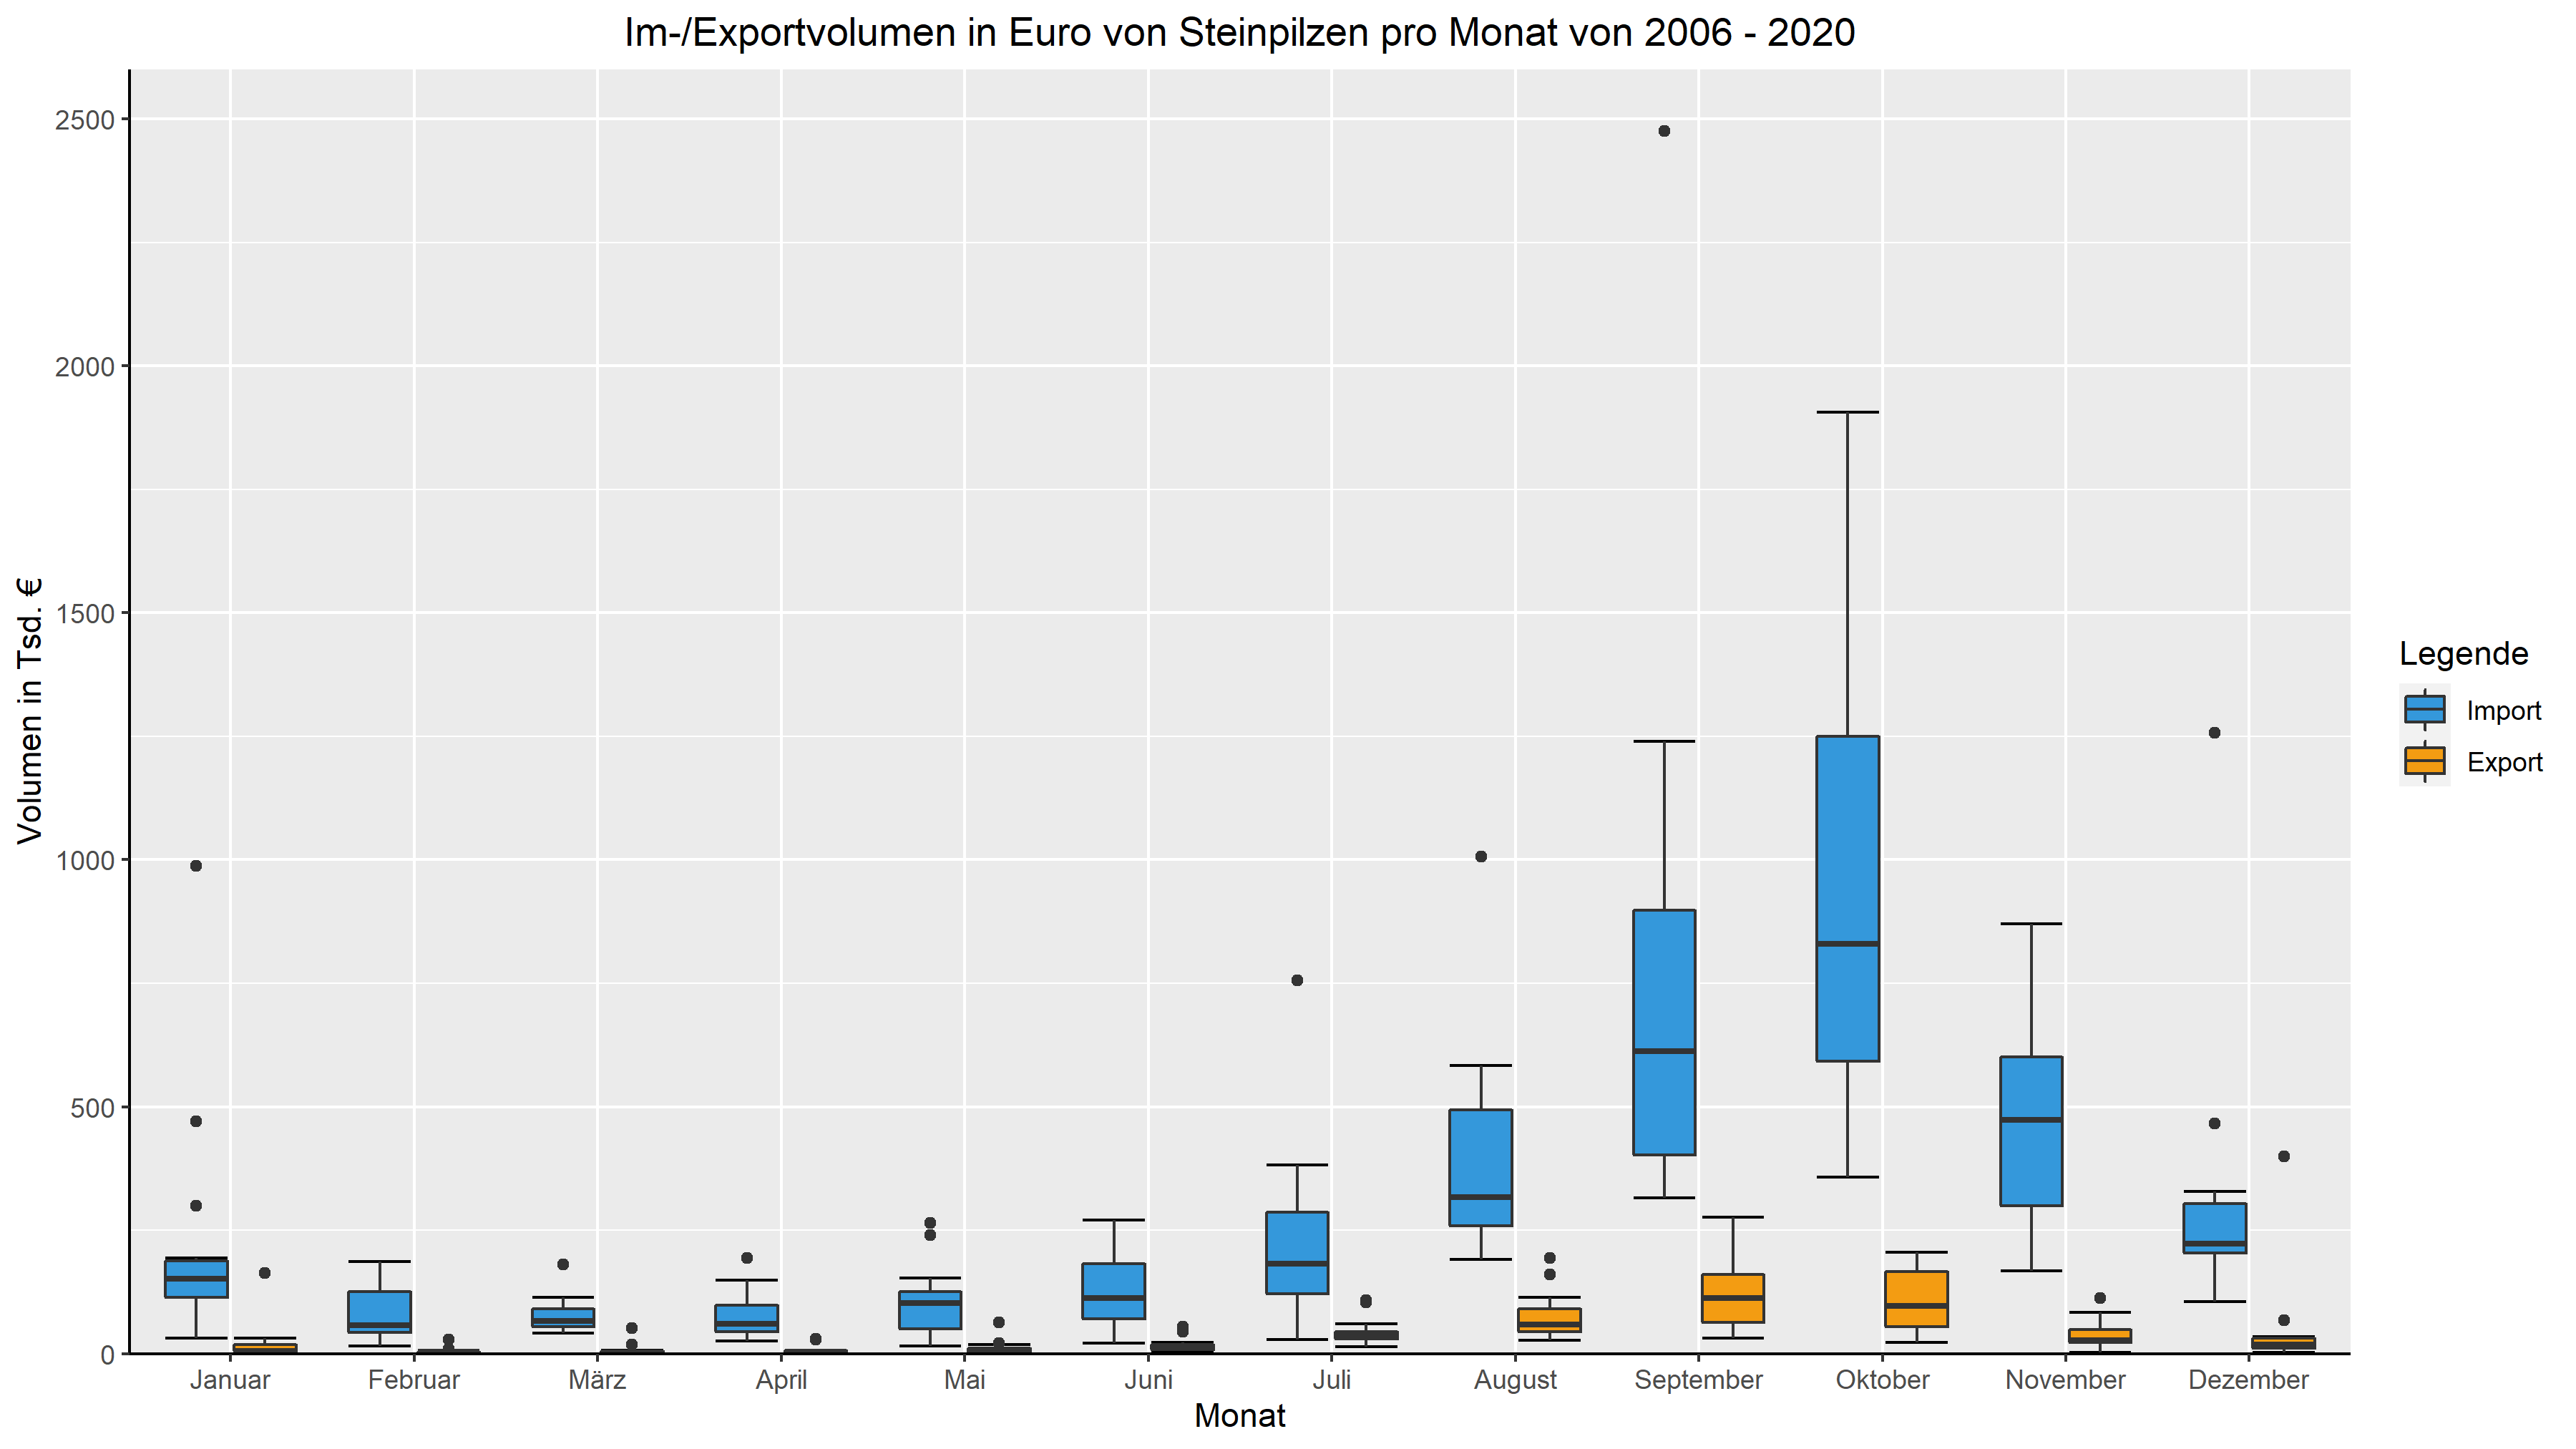 Im-/Exportvolumen in Euro von Steinpilzen pro Monat von 2006 - 2020
Volumen in Tsd. €
2500
2000
1500
1000
500
0
Januar Februar März April Mai Juni Juli August September Oktober November Dezember
Monat
Legende
Import
Export